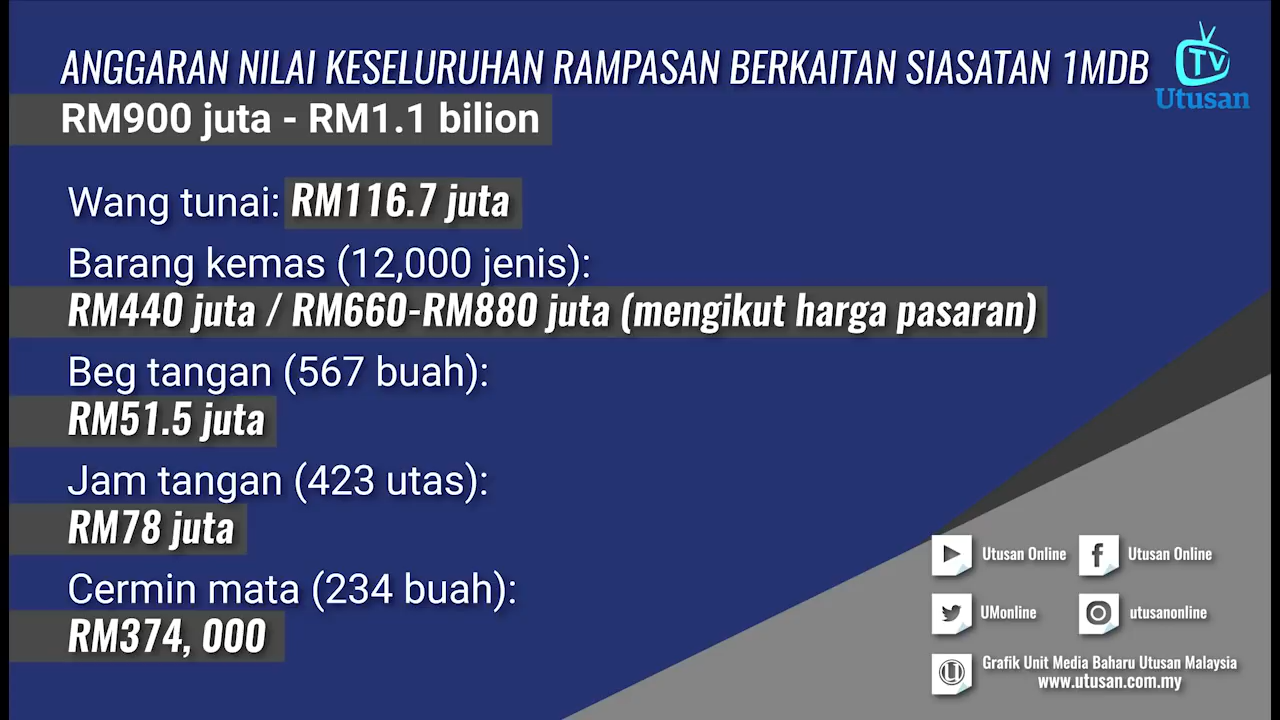 ANGGARAN NILAI KESELURUHAN RAMPASAN BERKAITAN SIASATAN 1MDB
RM900 juta - RM1.1 bilion
TV
Utusan
Wang tunai: RM116.7 juta
Barang kemas (12,000 jenis):
RM440 juta / RM660-RM880 juta (mengikut harga pasaran)
Beg tangan (567 buah):
RM51.5 juta
Jam tangan (423 utas):
RM78 juta
Cermin mata (234 buah):
RM374, 000
Utusan Online
Utusan Online
UMonline
utusanonline
Grafik Unit Media Baharu Utusan Malaysia
www.utusan.com.my